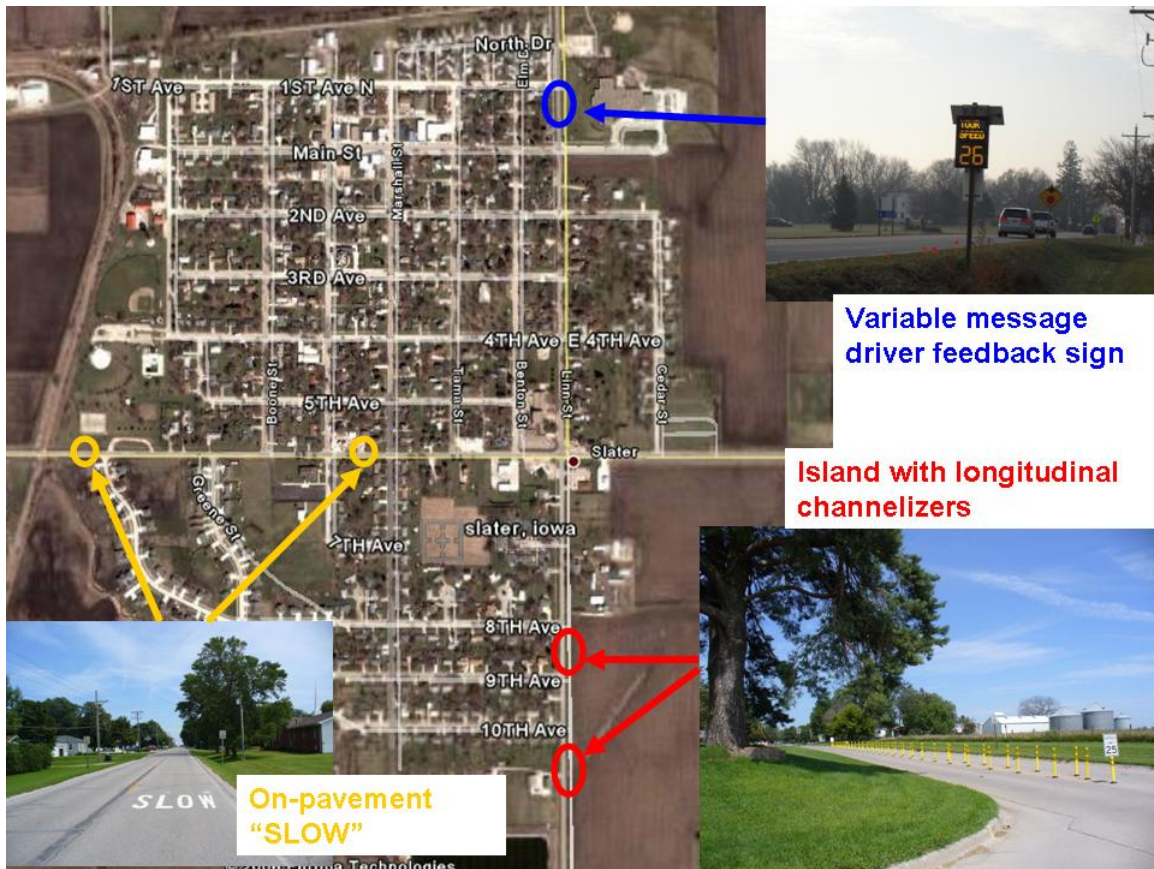 North Dr
Elm D
1ST Ave
1ST Ave N
Main St
Marshall St
2ND Ave
3RD Ave
4TH Ave E 4TH Ave
Boone St
Tama St
Benton St
Linn St
Cedar St
5TH Ave
Slater
Greene St
slater, iowa
7TH Ave
8TH Ave
9TH Ave
10TH Ave
YOUR
SPEED
26
Variable message
driver feedback sign
Island with longitudinal
channelizers
25
SLOW
On-pavement
“SLOW”
Technologies